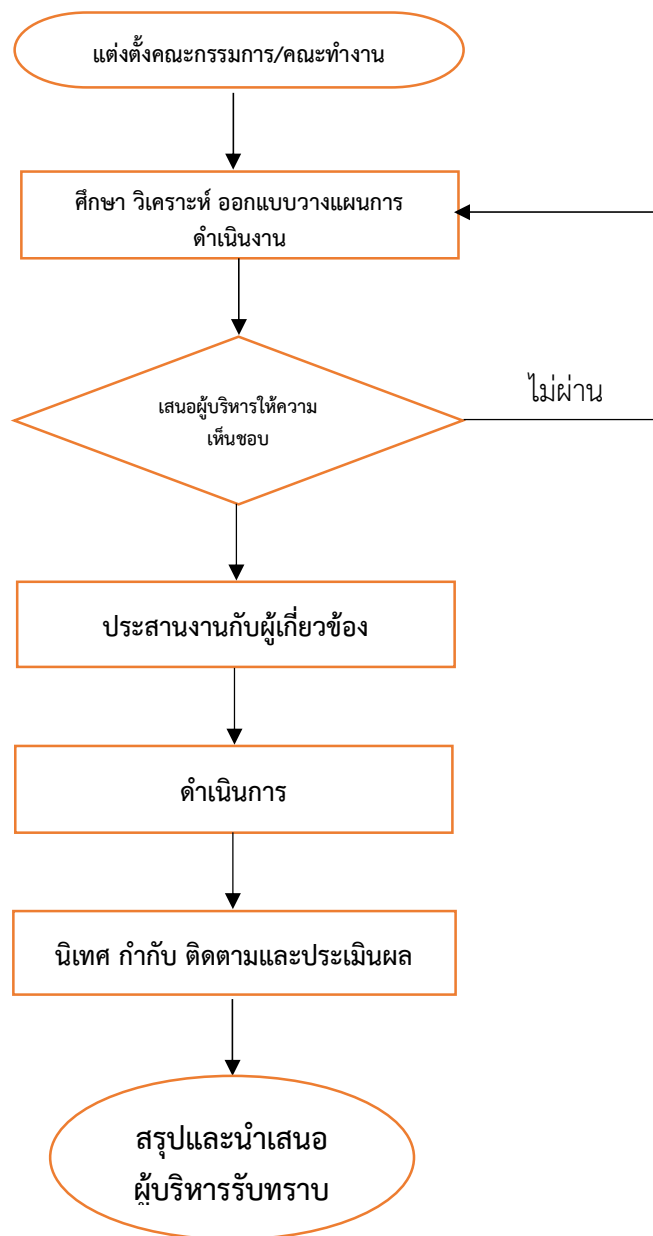 แต่งตั้งคณะกรรมการ/คณะทำงาน
ศึกษา วิเคราะห์ ออกแบบวางแผนการ
ดำเนินงาน
เสนอผู้บริหารให้ความ
เห็นชอบ
ไม่ผ่าน
ประสานงานกับผู้เกี่ยวข้อง
ดำเนินการ
นิเทศ กำกับ ติดตามและประเมินผล
สรุปและนำเสนอ
ผู้บริหารรับทราบ